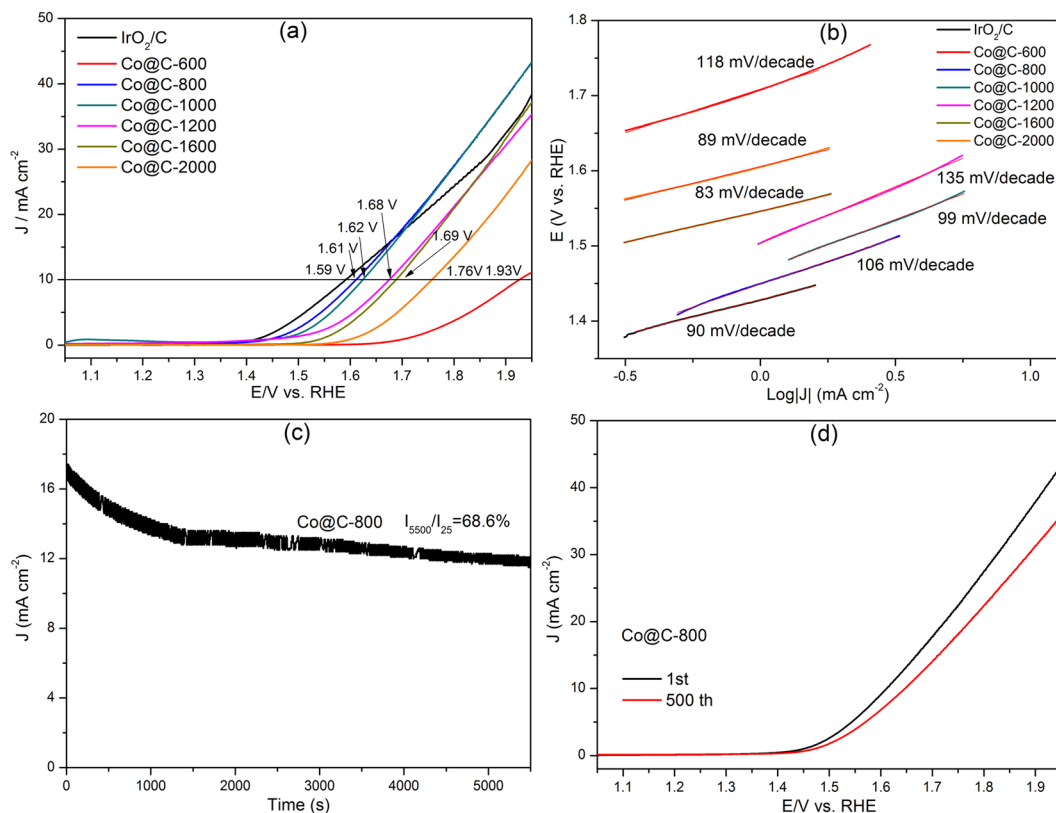 (a)
IrO2/C
Co@C-600
Co@C-800
Co@C-1000
Co@C-1200
Co@C-1600
Co@C-2000
1.68 V
1.62 V
1.61 V
1.69 V
1.59 V
1.76V 1.93V
50
40
30
20
10
0
J / mA cm-2
1.1 1.2 1.3 1.4 1.5 1.6 1.7 1.8 1.9
E/V vs. RHE
(b)
IrO2/C
Co@C-600
Co@C-800
Co@C-1000
Co@C-1200
Co@C-1600
Co@C-2000
118 mV/decade
89 mV/decade
83 mV/decade
135 mV/decade
99 mV/decade
106 mV/decade
90 mV/decade
1.8
1.7
1.6
1.5
1.4
E (V vs. RHE)
-0.5 0.0 0.5 1.0
Log|J| (mA cm-2)
(c)
Co@C-800 I5500/I25=68.6%
20
16
12
8
4
0
J (mA cm-2)
0 1000 2000 3000 4000 5000
Time (s)
(d)
Co@C-800
1st
500 th
50
40
30
20
10
0
J (mA cm-2)
1.1 1.2 1.3 1.4 1.5 1.6 1.7 1.8 1.9
E/V vs. RHE